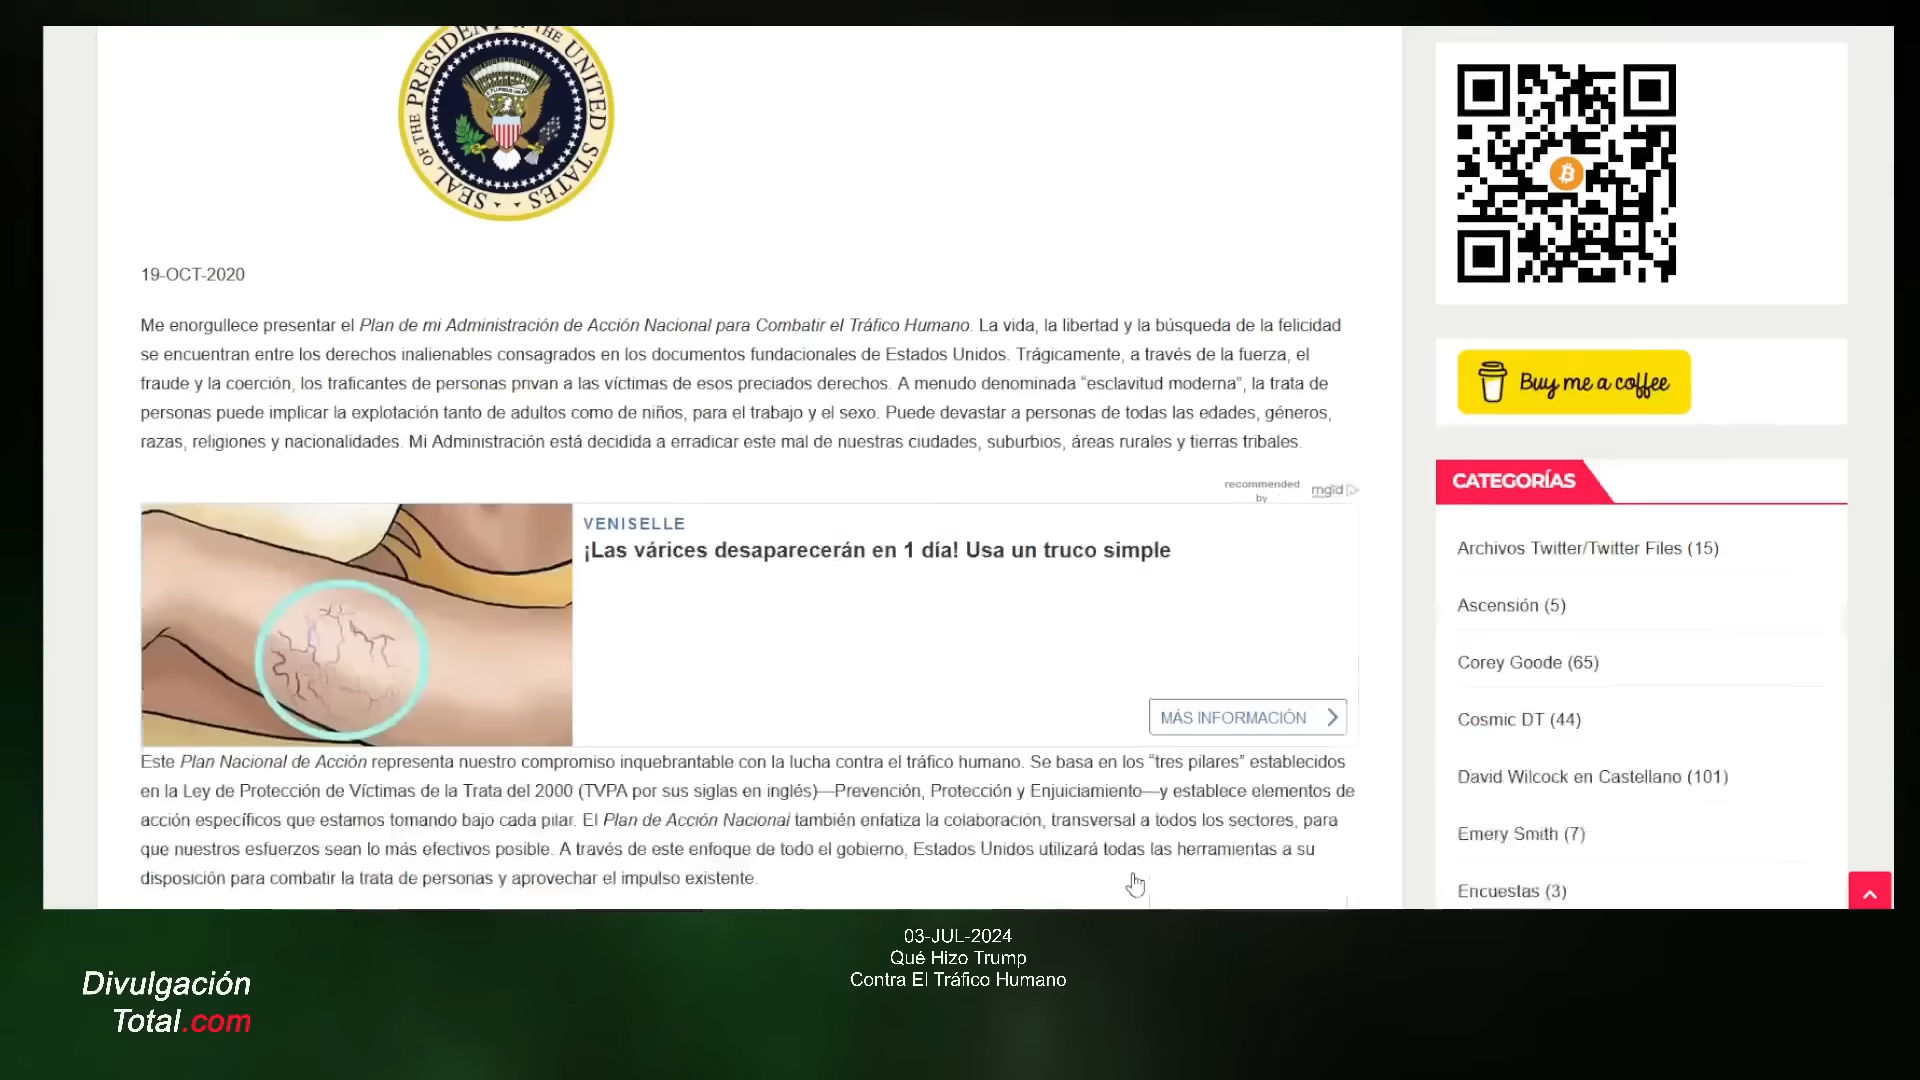 SEAL OF THE PRESIDENT OF THE UNITED STATES
19-OCT-2020
Me enorgullece presentar el Plan de mi Administración de Acción Nacional para Combatir el Tráfico Humano. La vida, la libertad y la búsqueda de la felicidad
se encuentran entre los derechos inalienables consagrados en los documentos fundacionales de Estados Unidos. Trágicamente, a través de la fuerza, el
fraude y la coerción, los traficantes de personas privan a las víctimas de esos preciados derechos. A menudo denominada “esclavitud moderna”, la trata de
personas puede implicar la explotación tanto de adultos como de niños, para el trabajo y el sexo. Puede devastar a personas de todas las edades, géneros,
razas, religiones y nacionalidades. Mi Administración está decidida a erradicar este mal de nuestras ciudades, suburbios, áreas rurales y tierras tribales.
recommended
by
mgid
VENISELLE
¡Las várices desaparecerán en 1 día! Usa un truco simple
MÁS INFORMACIÓN
Este Plan Nacional de Acción representa nuestro compromiso inquebrantable con la lucha contra el tráfico humano. Se basa en los “tres pilares” establecidos
en la Ley de Protección de Víctimas de la Trata del 2000 (TVPA por sus siglas en inglés)—Prevención, Protección y Enjuiciamiento—y establece elementos de
acción específicos que estamos tomando bajo cada pilar. El Plan de Acción Nacional también enfatiza la colaboración, transversal a todos los sectores, para
que nuestros esfuerzos sean lo más efectivos posible. A través de este enfoque de todo el gobierno, Estados Unidos utilizará todas las herramientas a su
disposición para combatir la trata de personas y aprovechar el impulso existente.
Buy me a coffee
CATEGORÍAS
Archivos Twitter/Twitter Files (15)
Ascensión (5)
Corey Goode (65)
Cosmic DT (44)
David Wilcock en Castellano (101)
Emery Smith (7)
Encuestas (3)
03-JUL-2024
Qué Hizo Trump
Contra El Tráfico Humano
Divulgación
Total.com